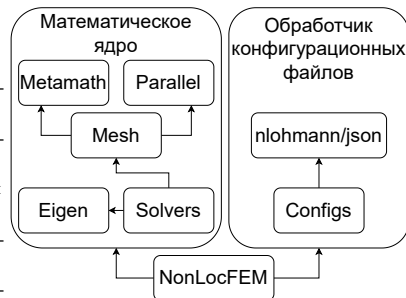 Математическое
ядро
Metamath
Parallel
Mesh
Eigen
Solvers
Обработчик
конфигурационных
файлов
nlohmann/json
Configs
NonLocFEM